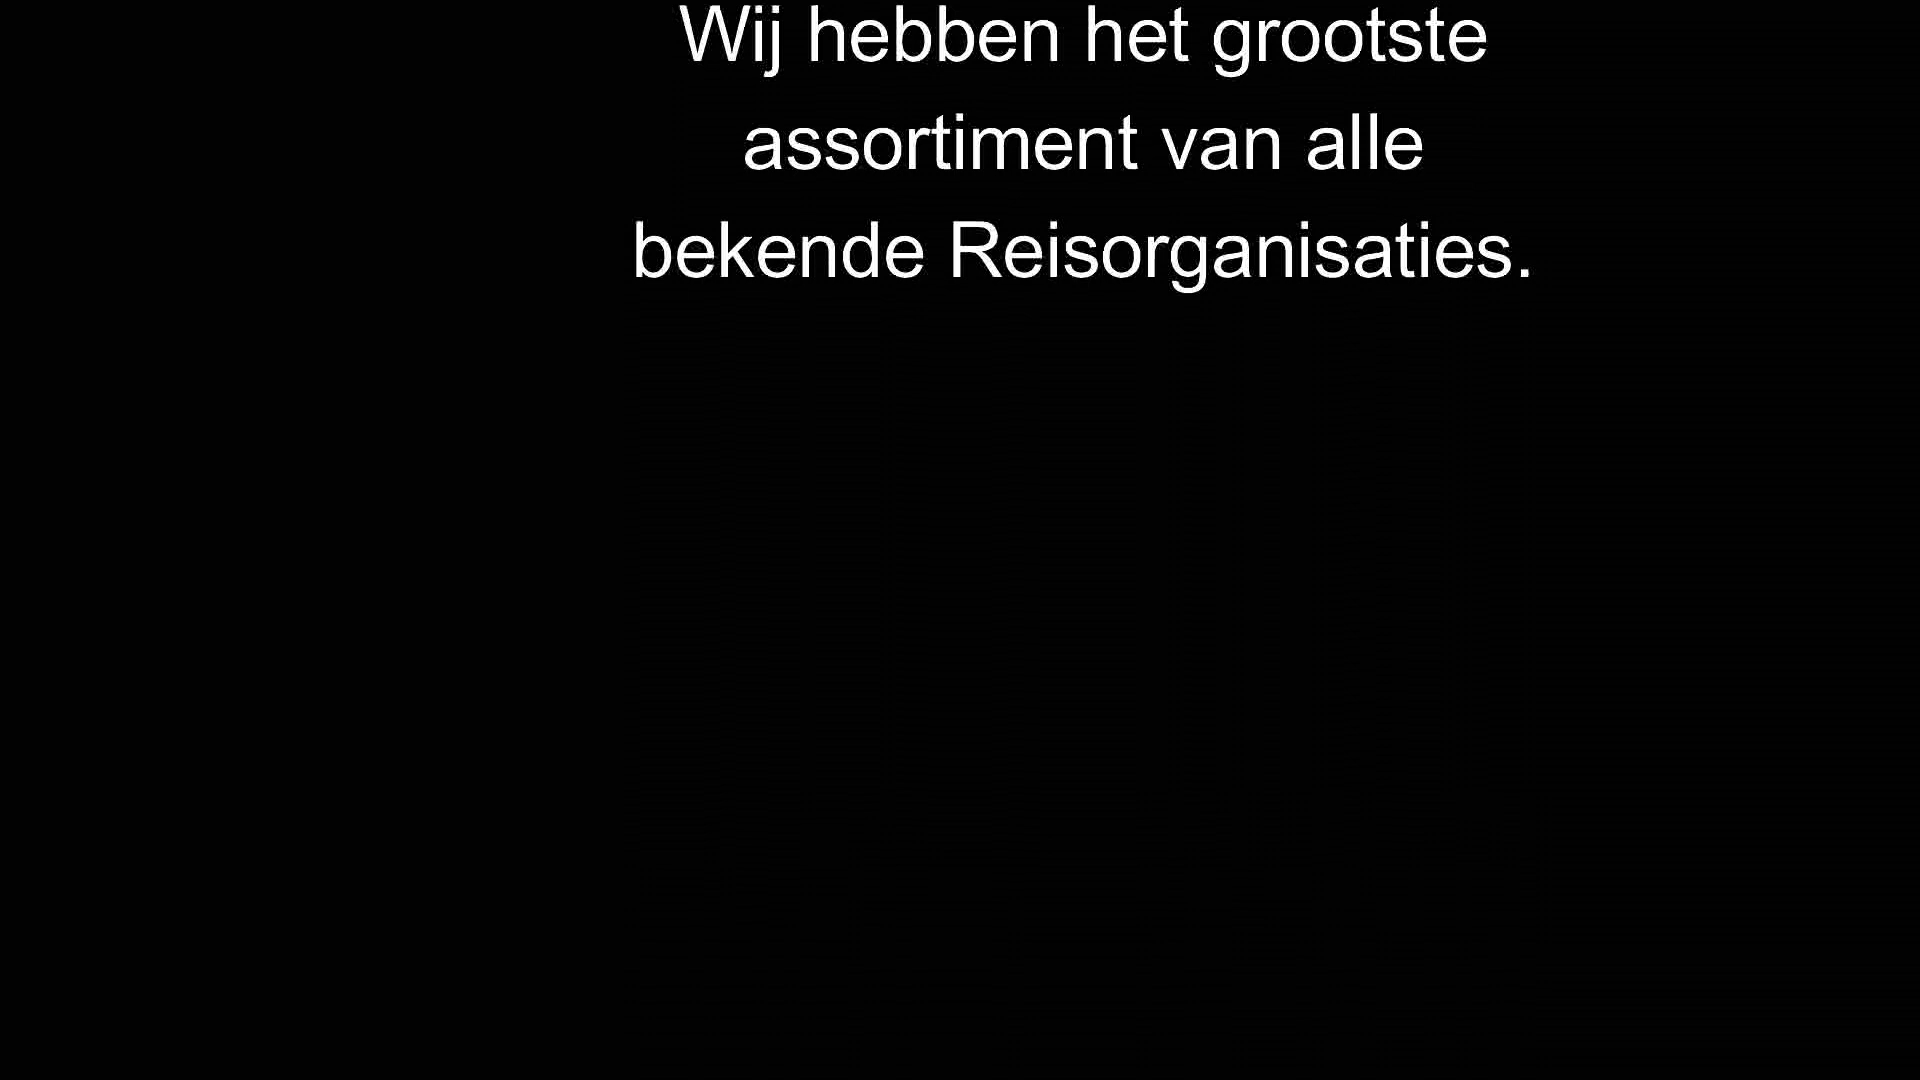 Wij hebben het grootste
assortiment van alle
bekende Reisorganisaties.